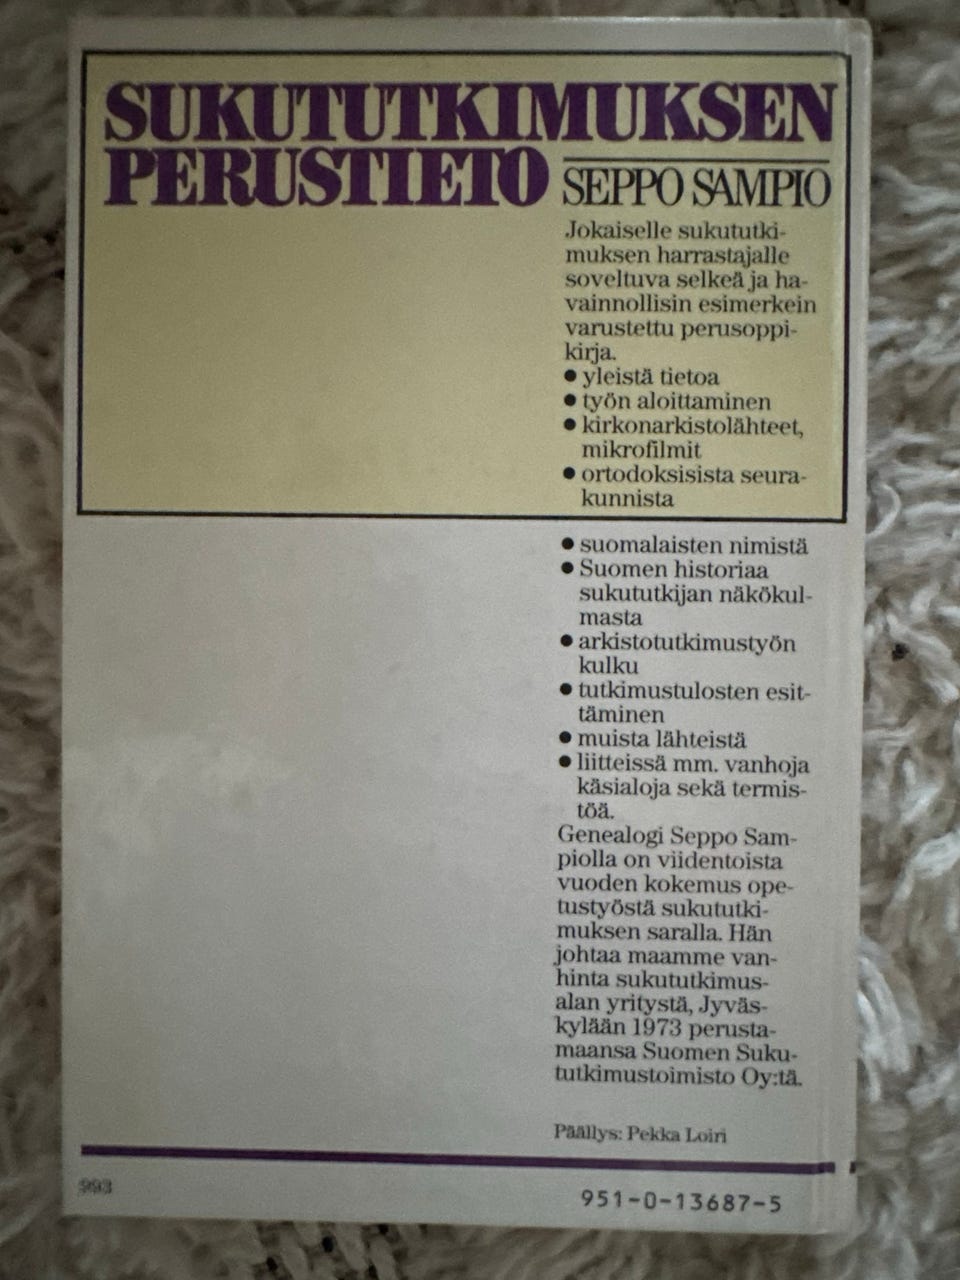 SUKUTUTKIMUKSEN
PERUSTIETO
SEPPO SAMPIO
Jokaiselle sukututki-
muksen harrastajalle
soveltuva selkeä ja ha-
vainnollisin esimerkein
varustettu perusoppi-
kirja.
● yleistä tietoa
● työn aloittaminen
● kirkonarkistolähteet,
mikrofilmit
● ortodoksisista seura-
kunnista
● suomalaisten nimistä
● Suomen historiaa
sukututkijan näkökul-
masta
● arkistotutkimustyön
kulku
● tutkimustulosten esit-
täminen
● muista lähteistä
● liitteissä mm. vanhoja
käsialoja sekä termis-
töä.
Genealogi Seppo Sam-
piolla on viidentoista
vuoden kokemus ope-
tustyöstä sukututki-
muksen saralla. Hän
johtaa maamme van-
hinta sukututkimus-
alan yritystä, Jyväs-
kylään 1973 perusta-
maansa Suomen Suku-
tutkimustoimisto Oy:tä.
Päällys: Pekka Loiri
993
951-0-13687-5